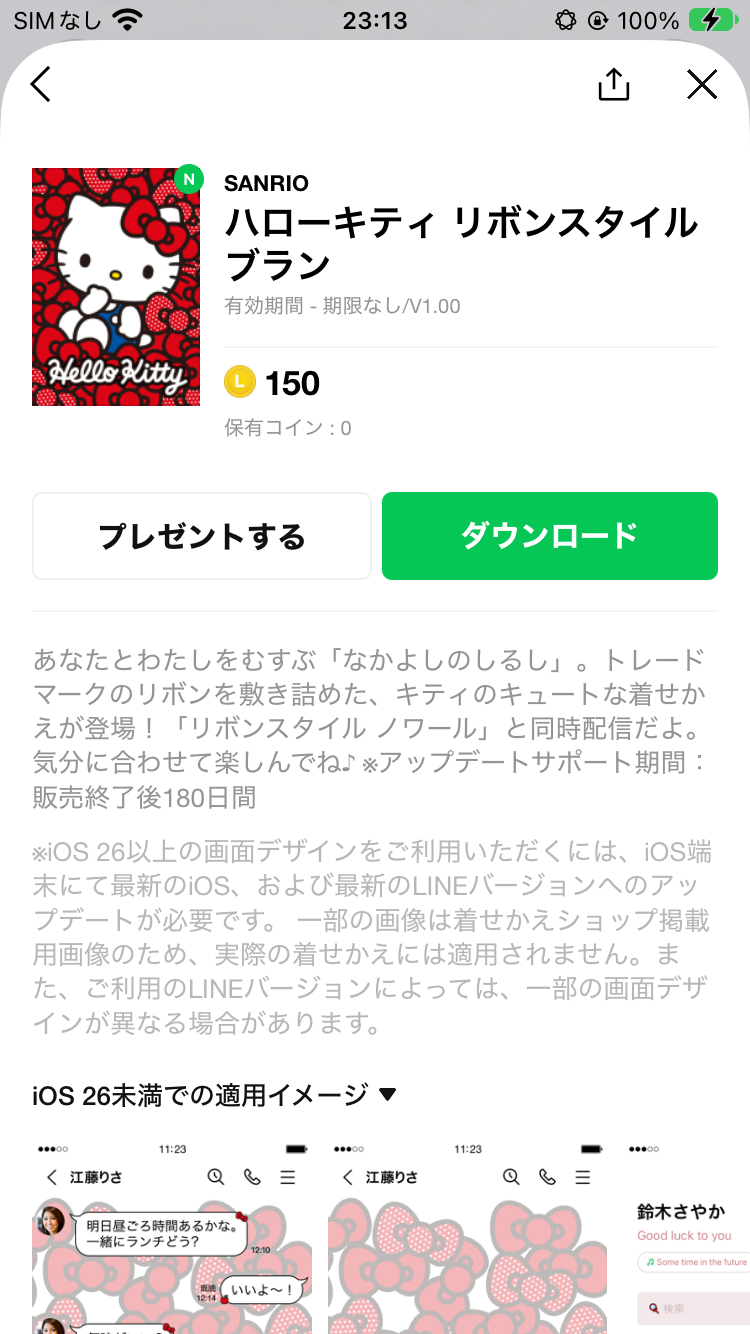 SIMなし 23:13 100%
N
SANRIO
ハローキティ リボンスタイル
ブラン
有効期間 - 期限なし/V1.00
Hello Kitty
L 150
保有コイン : 0
プレゼントする ダウンロード
あなたとわたしをむすぶ「なかよしのしるし」。トレード
マークのリボンを敷き詰めた、キティのキュートな着せか
えが登場！「リボンスタイル ノワール」と同時配信だよ。
気分に合わせて楽しんでね♪ ※アップデートサポート期間：
販売終了後180日間
※iOS 26以上の画面デザインをご利用いただくには、iOS端
末にて最新のiOS、および最新のLINEバージョンへのアッ
プデートが必要です。 一部の画像は着せかえショップ掲載
用画像のため、実際の着せかえには適用されません。ま
た、ご利用のLINEバージョンによっては、一部の画面デザ
インが異なる場合があります。
iOS 26未満での適用イメージ ▼
11:23 11:23
江藤りさ 江藤りさ
鈴木さやか
明日昼ごろ時間あるかな。
一緒にランチどう?
12:10
Good luck to you
Some time in the future
既読
12:14
いいよ〜！
検索